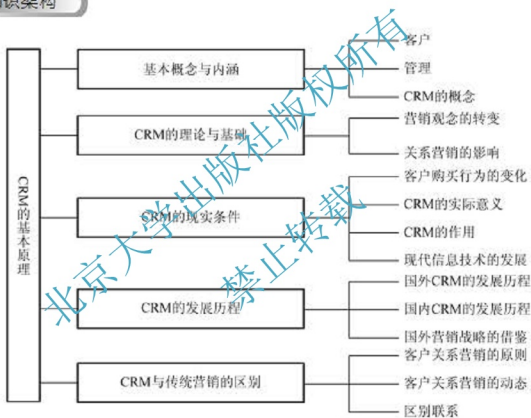 识架构
CRM的基本原理
基本概念与内涵
客户
管理
CRM的概念
CRM的理论与基础
营销观念的转变
关系营销的影响
CRM的现实条件
客户购买行为的变化
CRM的实际意义
CRM的作用
现代信息技术的发展
CRM的发展历程
国外CRM的发展历程
国内CRM的发展历程
国外营销战略的借鉴
CRM与传统营销的区别
客户关系营销的原则
客户关系营销的动态
区别联系
北京大学出版社版权所有
禁止转载